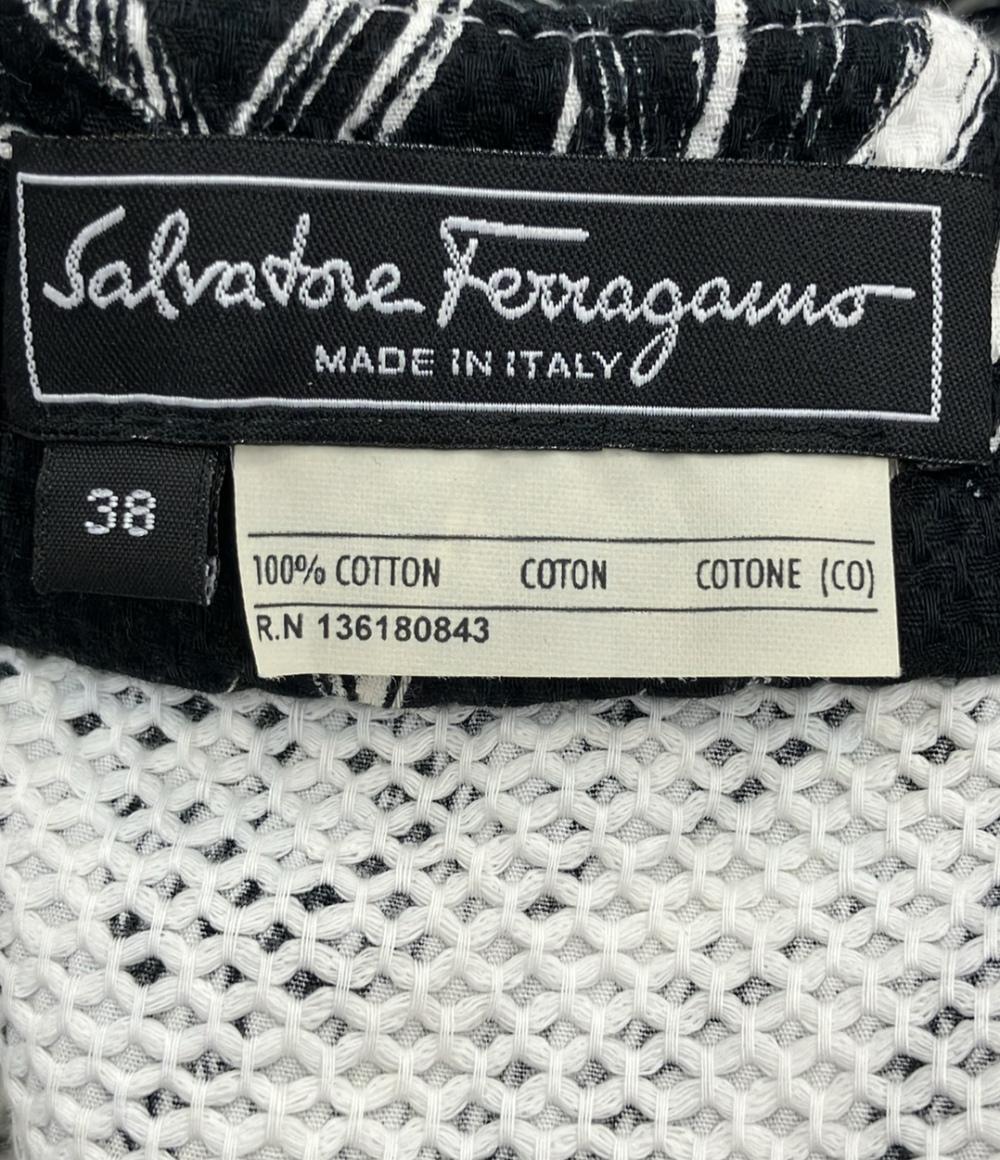 Salvatore Ferragamo
MADE IN ITALY
38
100% COTTON COTON COTONE (CO)
R.N 136180843